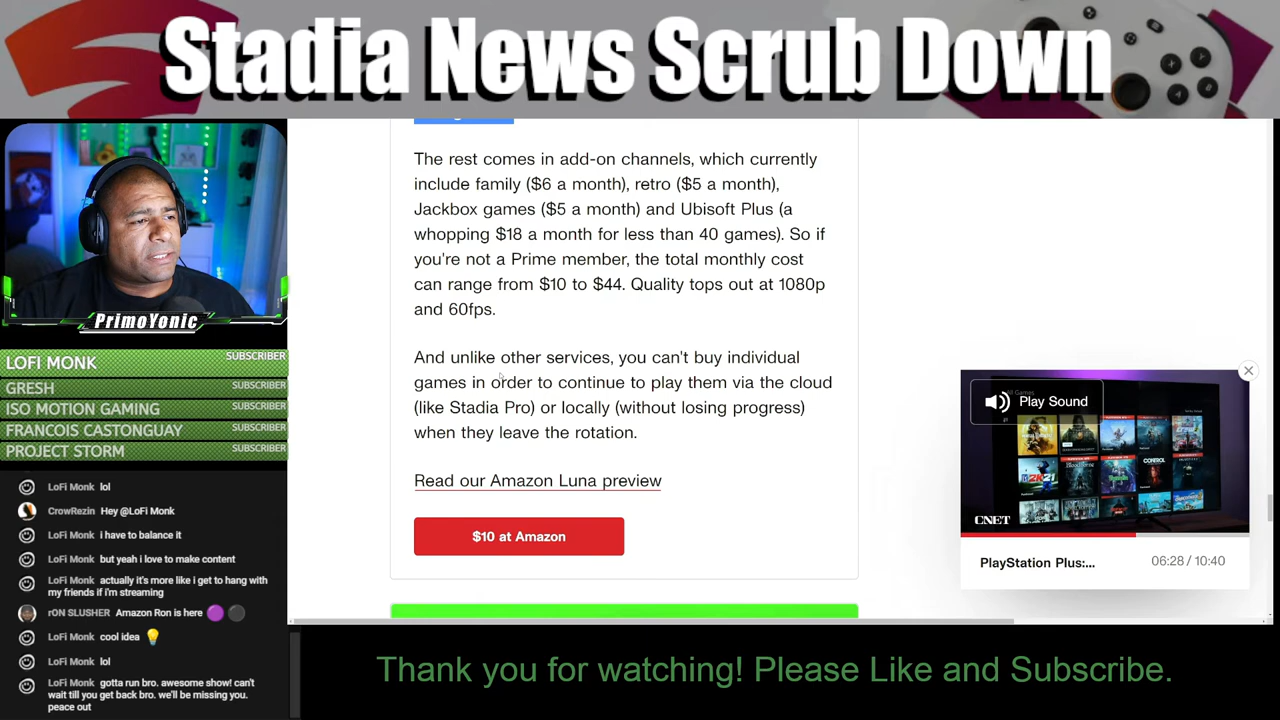 Stadia News Scrub Down
PrimoYonic
LOFI MONK SUBSCRIBER
GRESH SUBSCRIBER
ISO MOTION GAMING SUBSCRIBER
FRANCOIS CASTONGUAY SUBSCRIBER
PROJECT STORM SUBSCRIBER
LoFi Monk lol
CrowRezin Hey @LoFi Monk
LoFi Monk i have to balance it
LoFi Monk but yeah i love to make content
LoFi Monk actually it's more like i get to hang with
my friends if i'm streaming
rON SLUSHER Amazon Ron is here 🟣⚫
LoFi Monk cool idea 💡
LoFi Monk lol
LoFi Monk gotta run bro. awesome show! can't
wait till you get back bro. we'll be missing you.
peace out
The rest comes in add-on channels, which currently
include family ($6 a month), retro ($5 a month),
Jackbox games ($5 a month) and Ubisoft Plus (a
whopping $18 a month for less than 40 games). So if
you're not a Prime member, the total monthly cost
can range from $10 to $44. Quality tops out at 1080p
and 60fps.
And unlike other services, you can't buy individual
games in order to continue to play them via the cloud
(like Stadia Pro) or locally (without losing progress)
when they leave the rotation.
Read our Amazon Luna preview
$10 at Amazon
Play Sound
CONTROL
2K21
CNET
PlayStation Plus:... 06:28 / 10:40
Thank you for watching! Please Like and Subscribe.